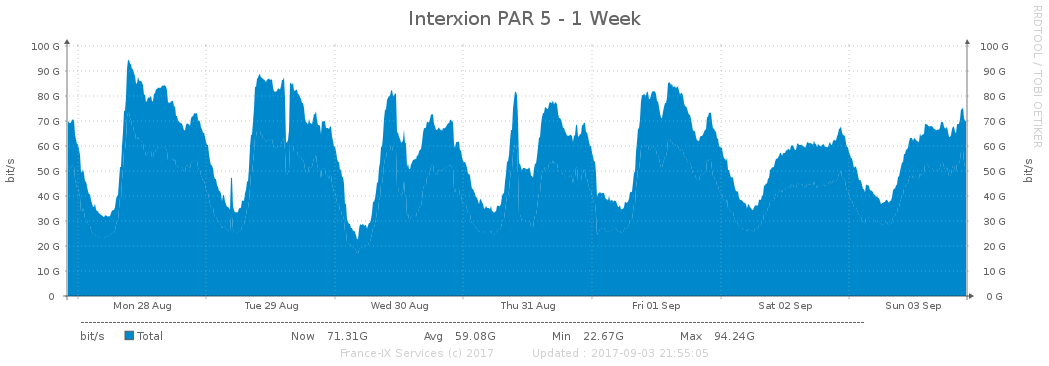 Interxion PAR 5 - 1 Week
RRDTOOL / TOBI OETIKER
100 G 100 G
90 G 90 G
80 G 80 G
70 G 70 G
60 G 60 G
50 G 50 G
40 G 40 G
30 G 30 G
20 G 20 G
10 G 10 G
0 0 G
bit/s bit/s
Mon 28 Aug Tue 29 Aug Wed 30 Aug Thu 31 Aug Fri 01 Sep Sat 02 Sep Sun 03 Sep
bit/s Total Now 71.31G Avg 59.08G Min 22.67G Max 94.24G
France-IX Services (c) 2017 Updated : 2017-09-03 21:55:05